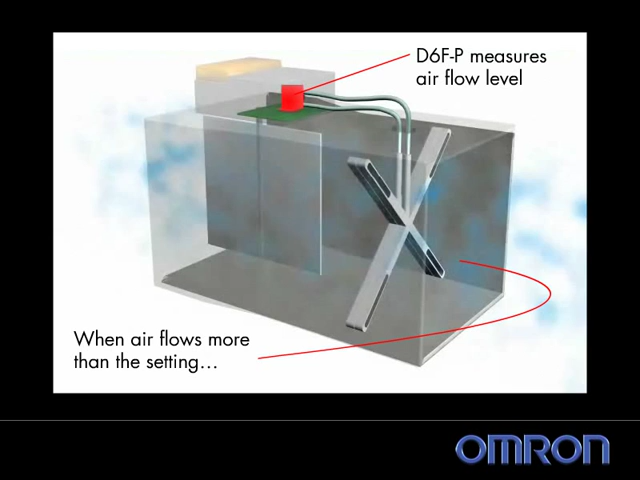 D6F-P measures
air flow level
When air flows more
than the setting...
OMRON